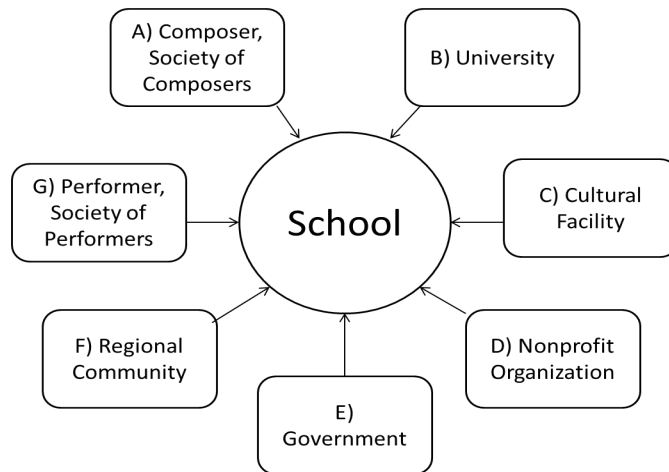 A) Composer,
Society of
Composers
B) University
G) Performer,
Society of
Performers
School
C) Cultural
Facility
F) Regional
Community
D) Nonprofit
Organization
E)
Government